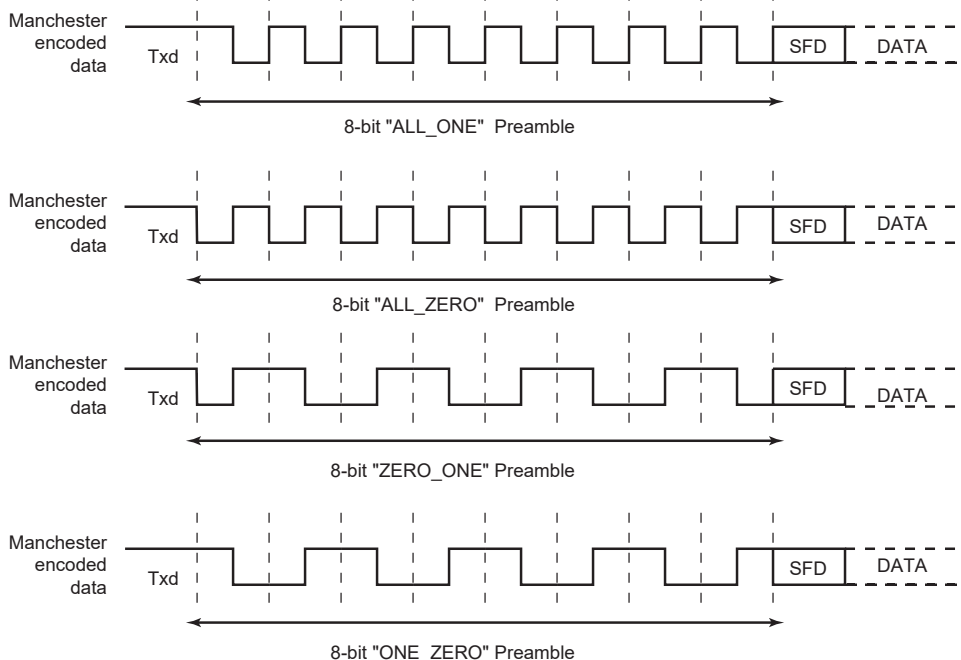 Manchester
encoded
data
Txd
SFD
DATA
8-bit "ALL_ONE" Preamble
Manchester
encoded
data
Txd
SFD
DATA
8-bit "ALL_ZERO" Preamble
Manchester
encoded
data
Txd
SFD
DATA
8-bit "ZERO_ONE" Preamble
Manchester
encoded
data
Txd
SFD
DATA
8-bit "ONE_ZERO" Preamble